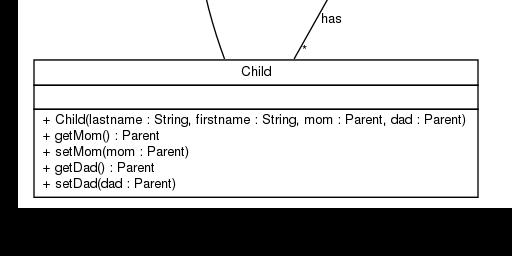 has
*
Child
+ Child(lastname : String, firstname : String, mom : Parent, dad : Parent)
+ getMom() : Parent
+ setMom(mom : Parent)
+ getDad() : Parent
+ setDad(dad : Parent)